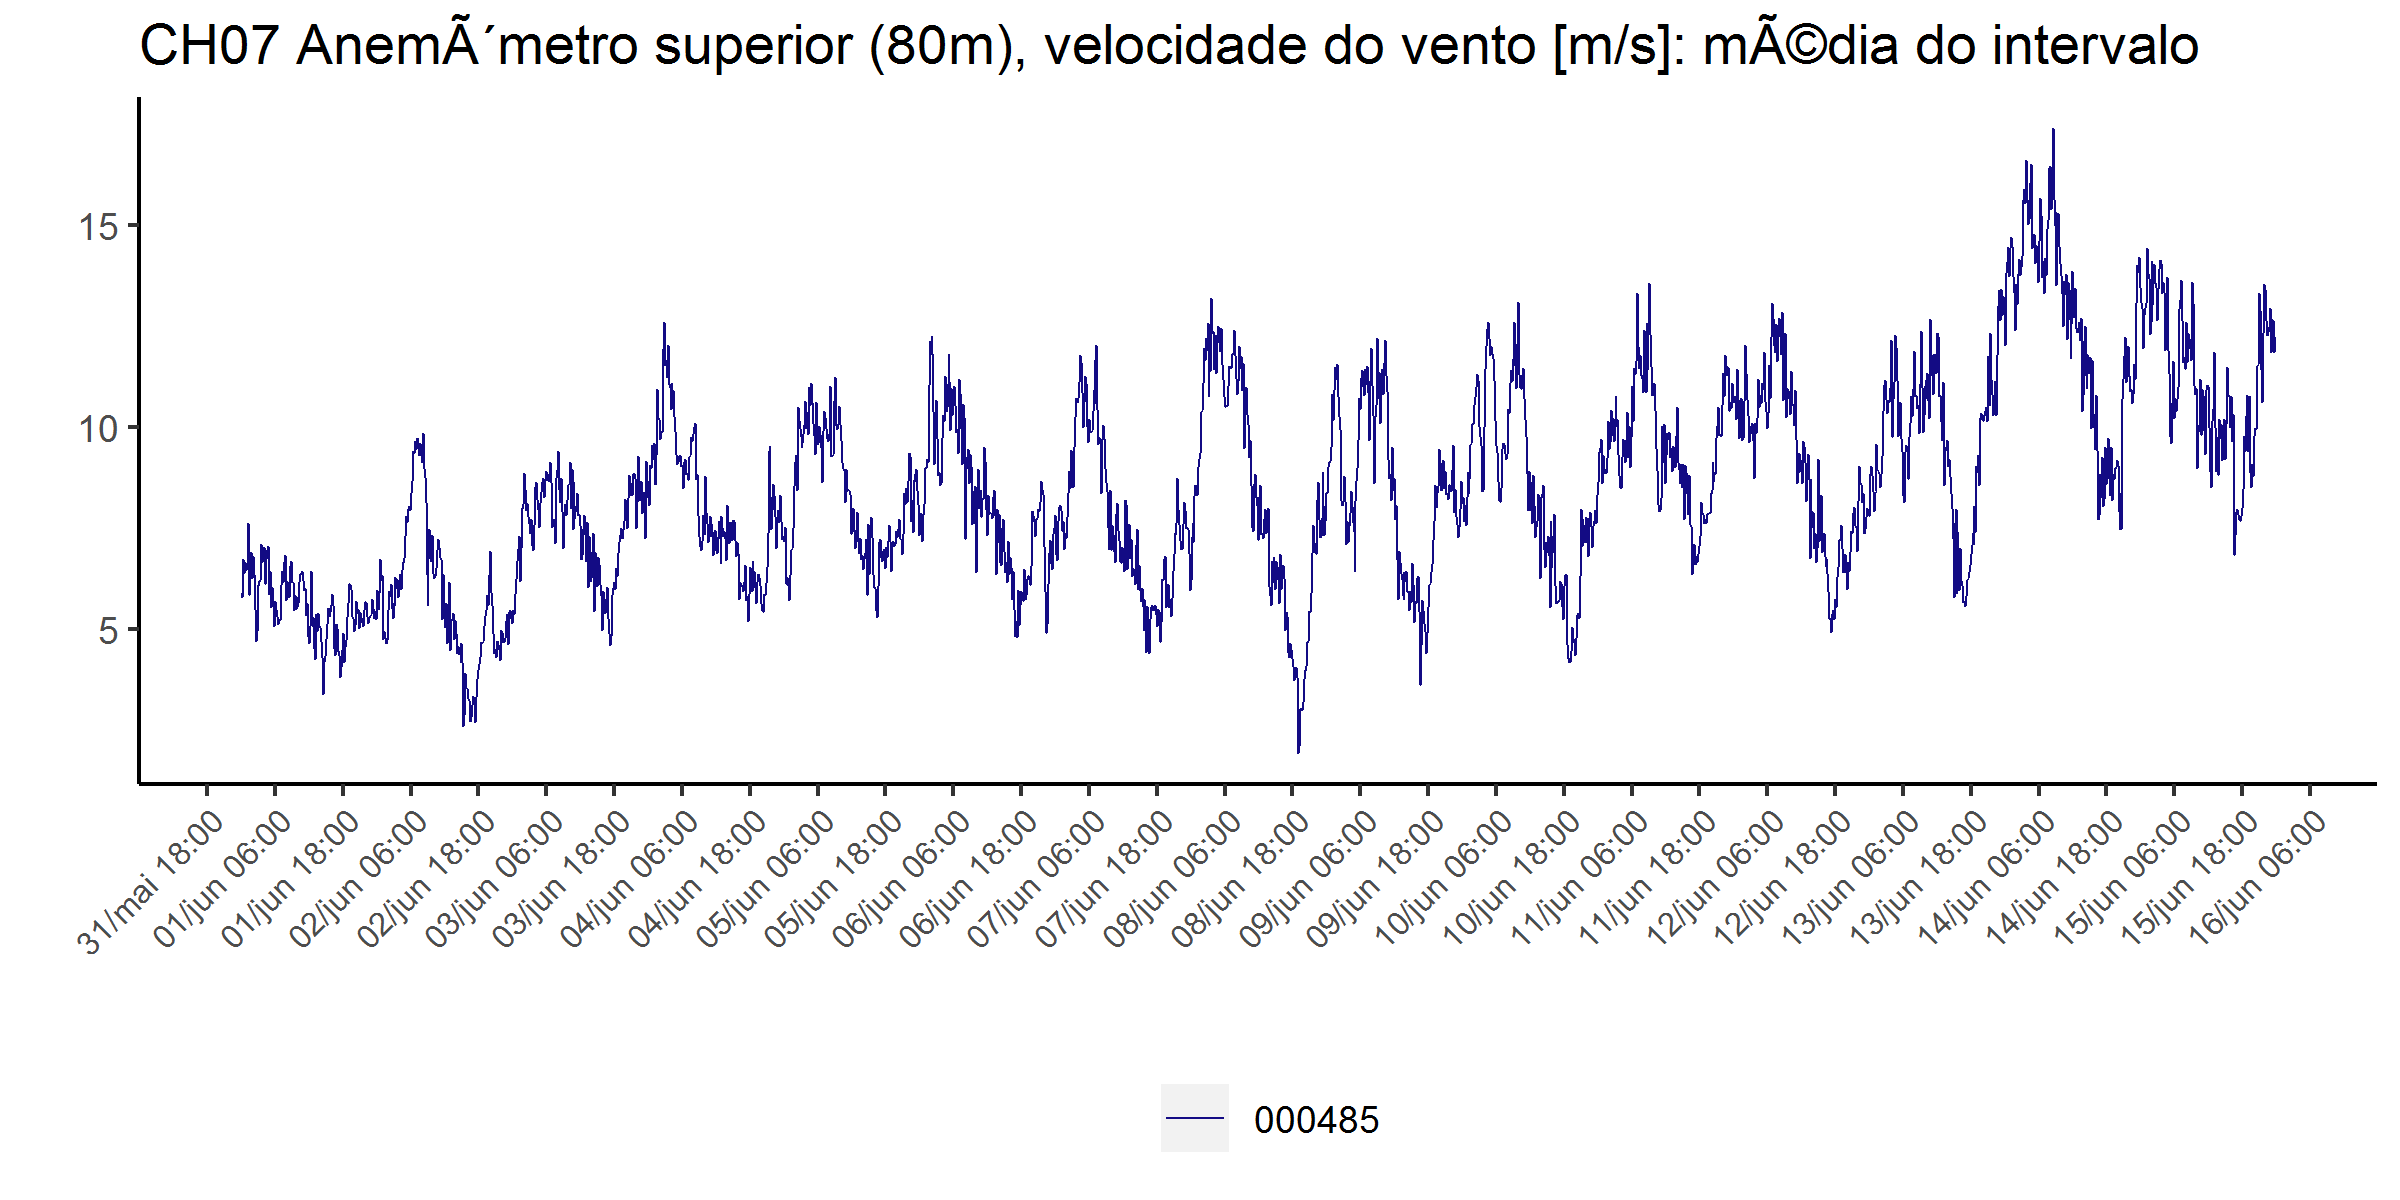 CH07 AnemÃ´metro superior (80m), velocidade do vento [m/s]: mÃ©dia do intervalo
15
10
5
31/mai 18:00
01/jun 06:00
01/jun 18:00
02/jun 06:00
02/jun 18:00
03/jun 06:00
03/jun 18:00
04/jun 06:00
04/jun 18:00
05/jun 06:00
05/jun 18:00
06/jun 06:00
06/jun 18:00
07/jun 06:00
07/jun 18:00
08/jun 06:00
08/jun 18:00
09/jun 06:00
09/jun 18:00
10/jun 06:00
10/jun 18:00
11/jun 06:00
11/jun 18:00
12/jun 06:00
12/jun 18:00
13/jun 06:00
13/jun 18:00
14/jun 06:00
14/jun 18:00
15/jun 06:00
15/jun 18:00
16/jun 06:00
000485